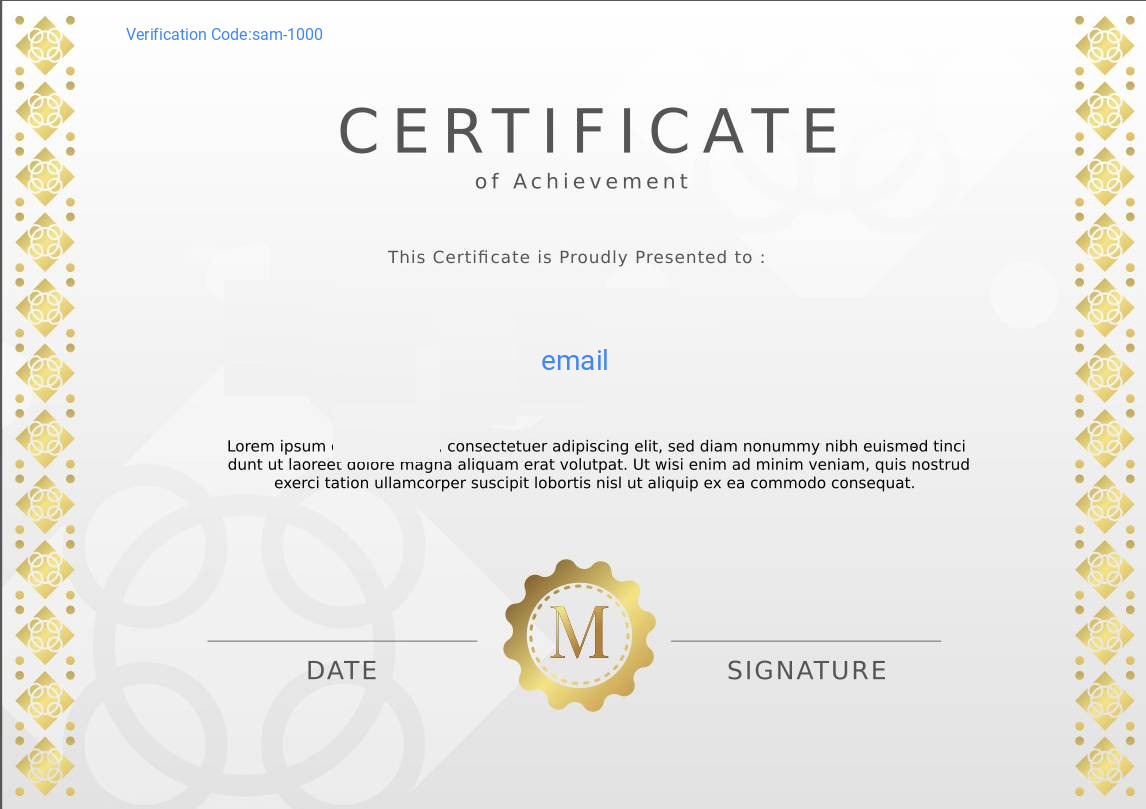 Verification Code:sam-1000
CERTIFICATE
of Achievement
This Certificate is Proudly Presented to :
email
Lorem ipsum , consectetuer adipiscing elit, sed diam nonummy nibh euismod tinci
dunt ut laoreet dolore magna aliquam erat volutpat. Ut wisi enim ad minim veniam, quis nostrud
exerci tation ullamcorper suscipit lobortis nisl ut aliquip ex ea commodo consequat.
M
DATE
SIGNATURE